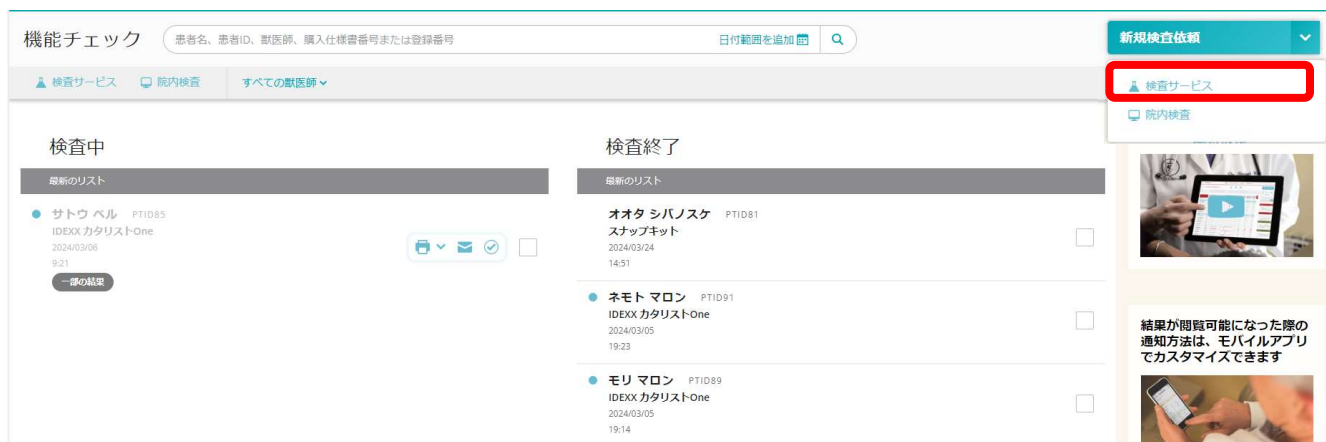 機能チェック
患者名、患者ID、獣医師、購入仕様書番号または登録番号
日付範囲を追加
新規検査依頼
検査サービス
院内検査
検査サービス
院内検査
すべての獣医師
検査中
最新のリスト
サトウ ベル PTID85
IDEXX カタリストOne
2024/03/06
9:21
一部の結果
検査終了
最新のリスト
オオタ シバノスケ PTID81
スナップキット
2024/03/24
14:51
ネモト マロン PTID91
IDEXX カタリストOne
2024/03/05
19:23
モリ マロン PTID89
IDEXX カタリストOne
2024/03/05
19:14
結果が閲覧可能になった際の
通知方法は、モバイルアプリ
でカスタマイズできます